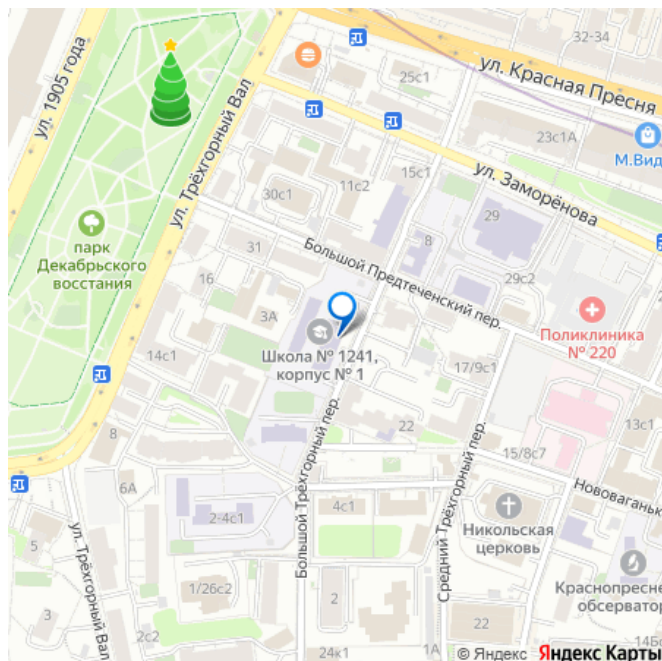 32-34
ул. Красная Пресня
25с1
23с1А
М.Вид
ул. 1905 года
ул. Трёхгорный Вал
ул. Заморёнова
11с2
15с1
30с1
29
8
парк
Декабрьского
восстания
31
Большой Предтеченский пер.
29с2
16
3А
Поликлиника
№ 220
Школа № 1241,
корпус № 1
14с1
17/9с1
13с1
22
8
15/8с7
6А
Нововаганьк
2-4с1
4с1
Большой Трёхгорный пер.
Средний Трёхгорный пер.
Никольская
церковь
5
ул. Трёхгорный Вал
1/26с2
2
Краснопресне
обсерватор
3
22
2с2
24к1
1А
14Бс
© Яндекс Яндекс Карты